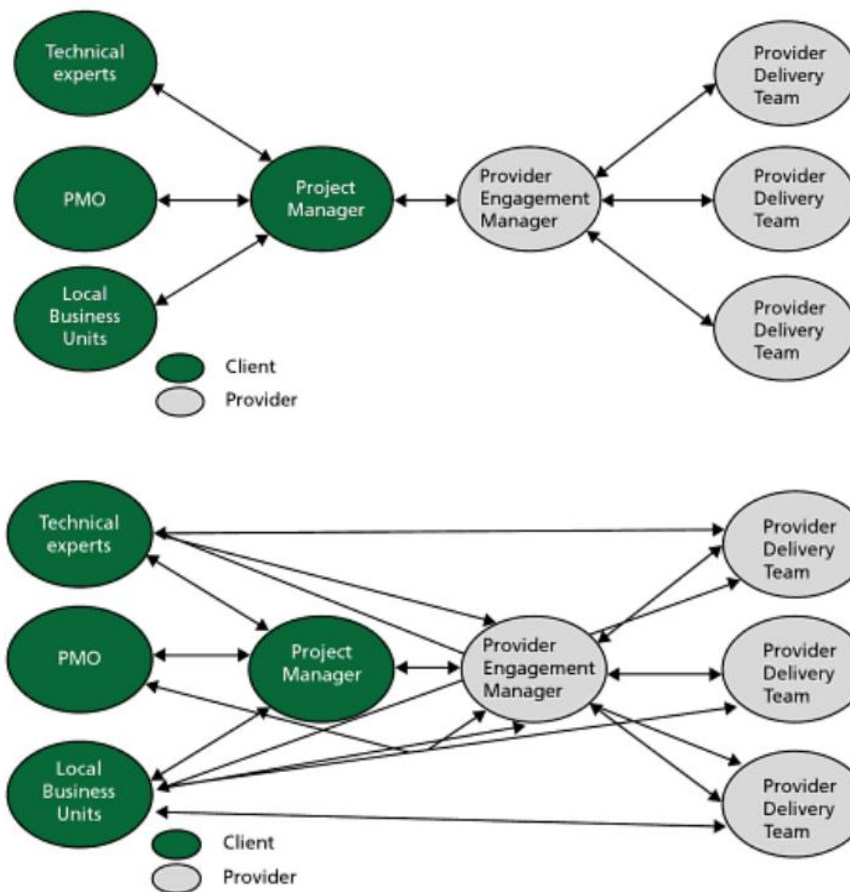 Technical
experts
PMO
Local
Business
Units
Project
Manager
Provider
Engagement
Manager
Provider
Delivery
Team
Provider
Delivery
Team
Provider
Delivery
Team
Client
Provider
Technical
experts
PMO
Local
Business
Units
Project
Manager
Provider
Engagement
Manager
Provider
Delivery
Team
Provider
Delivery
Team
Provider
Delivery
Team
Client
Provider